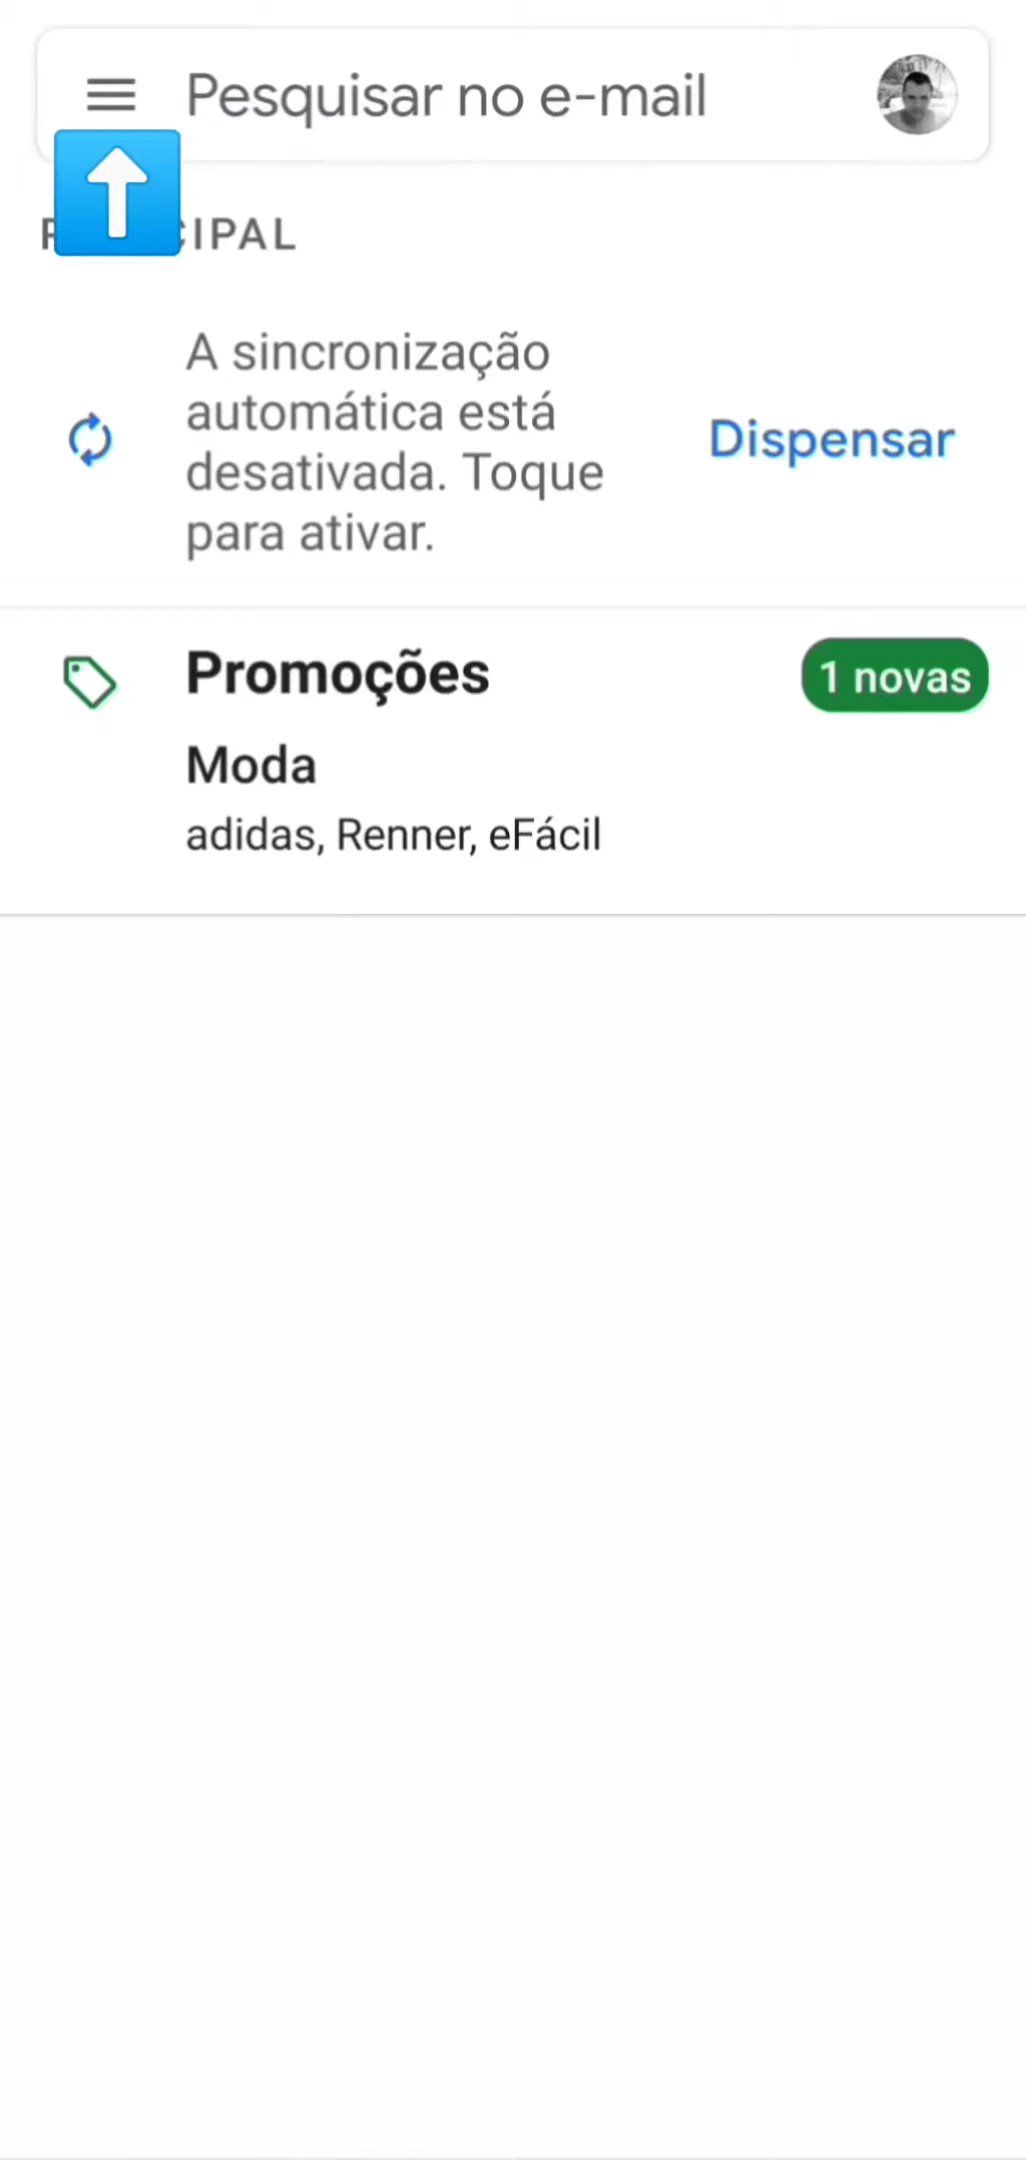 Pesquisar no e-mail
A sincronização
automática está
desativada. Toque
para ativar.
Dispensar
Promoções
1 novas
Moda
adidas, Renner, eFácil